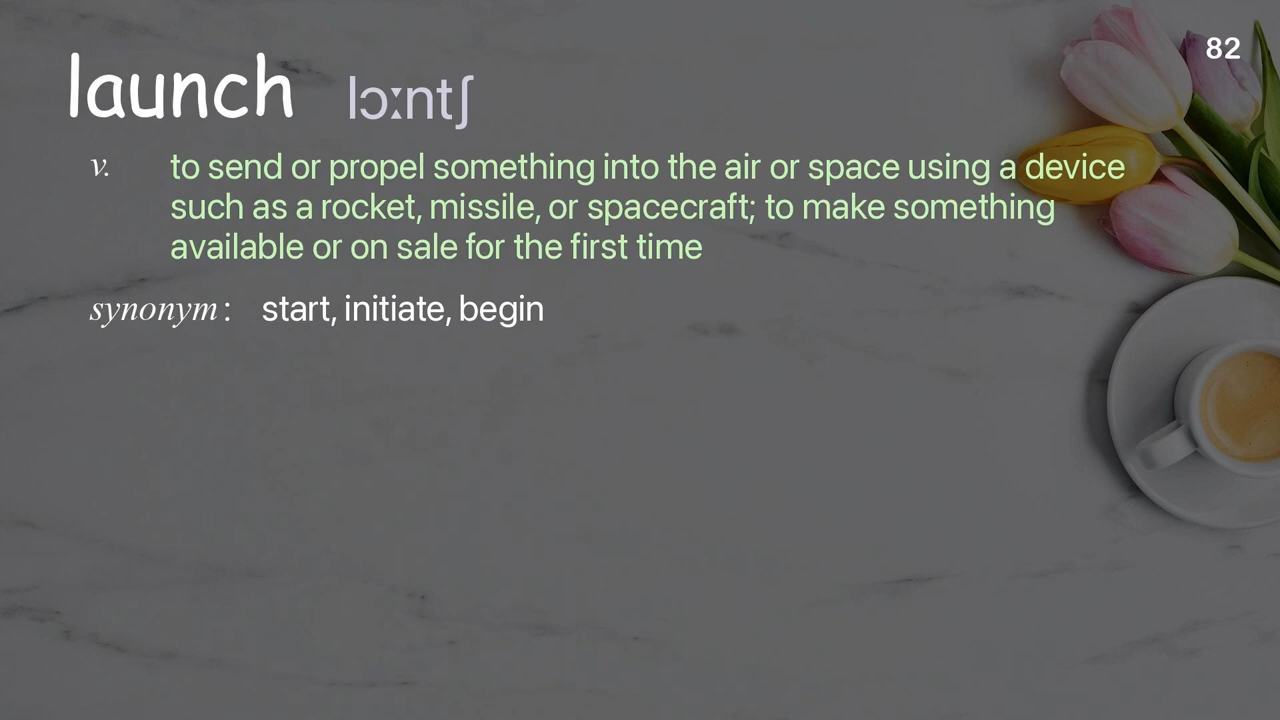 82
launch lɔːntʃ
v. to send or propel something into the air or space using a device
such as a rocket, missile, or spacecraft; to make something
available or on sale for the first time
synonym: start, initiate, begin